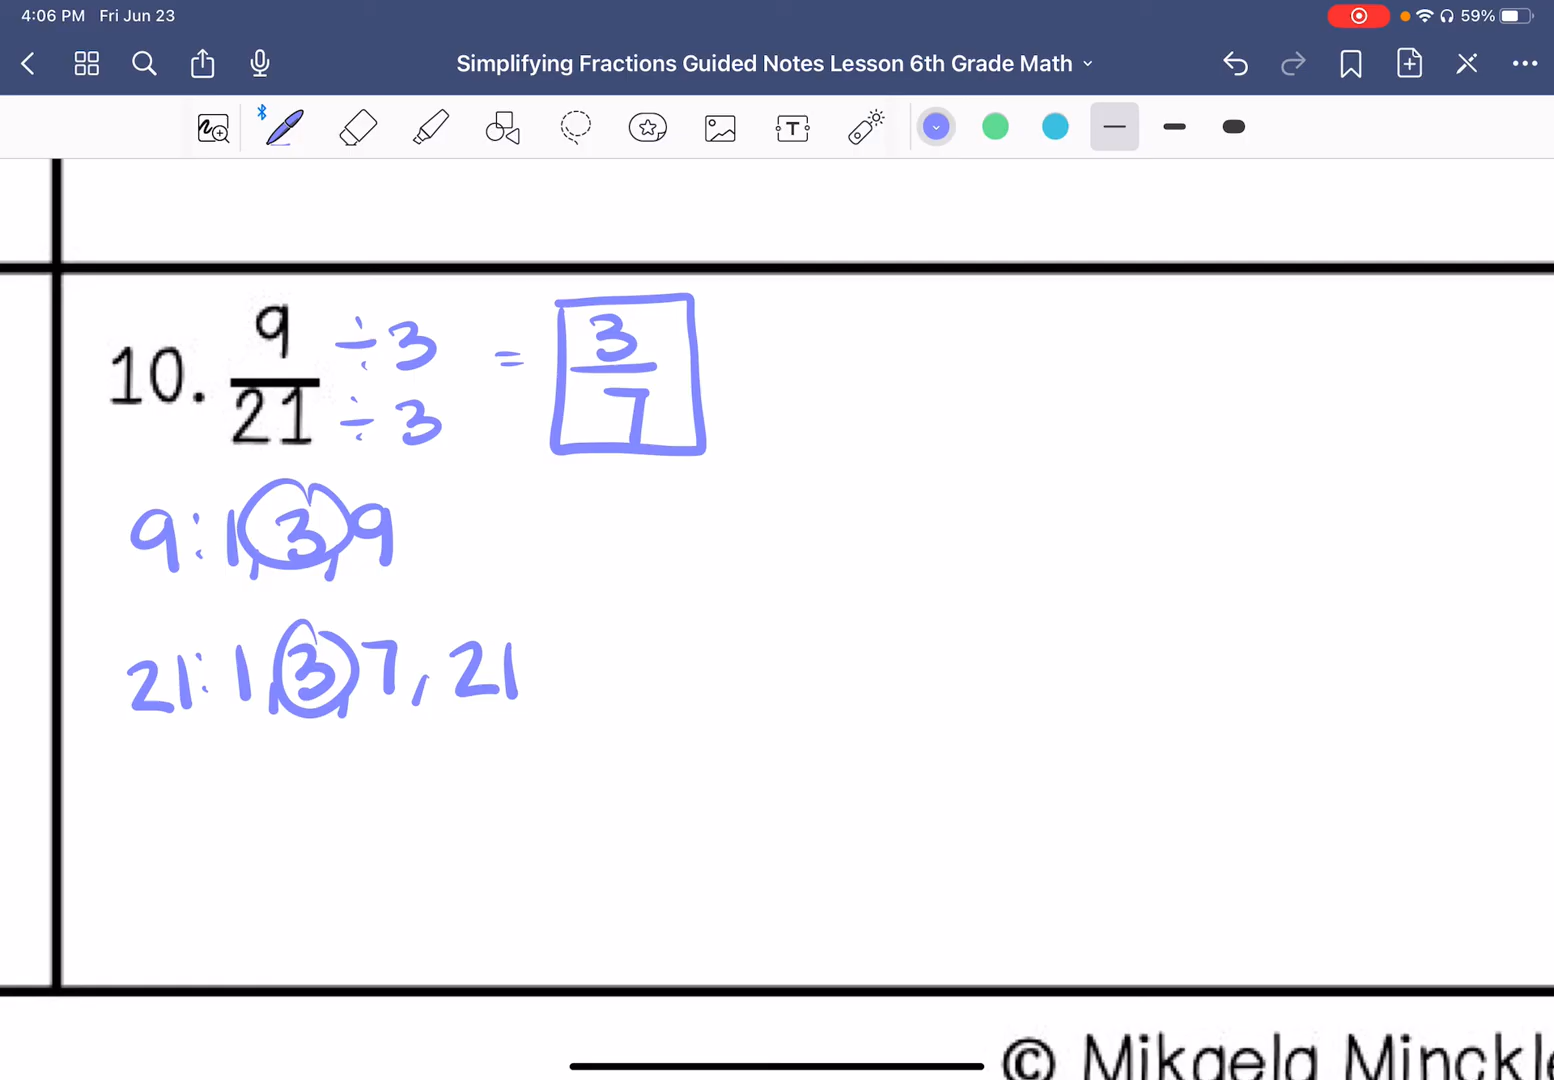 4:06 PM Fri Jun 23
59%
Simplifying Fractions Guided Notes Lesson 6th Grade Math
T
10. 9/21 ÷3 ÷3 = 3/7
9: 1, 3, 9
21: 1, 3, 7, 21
© Mikaela